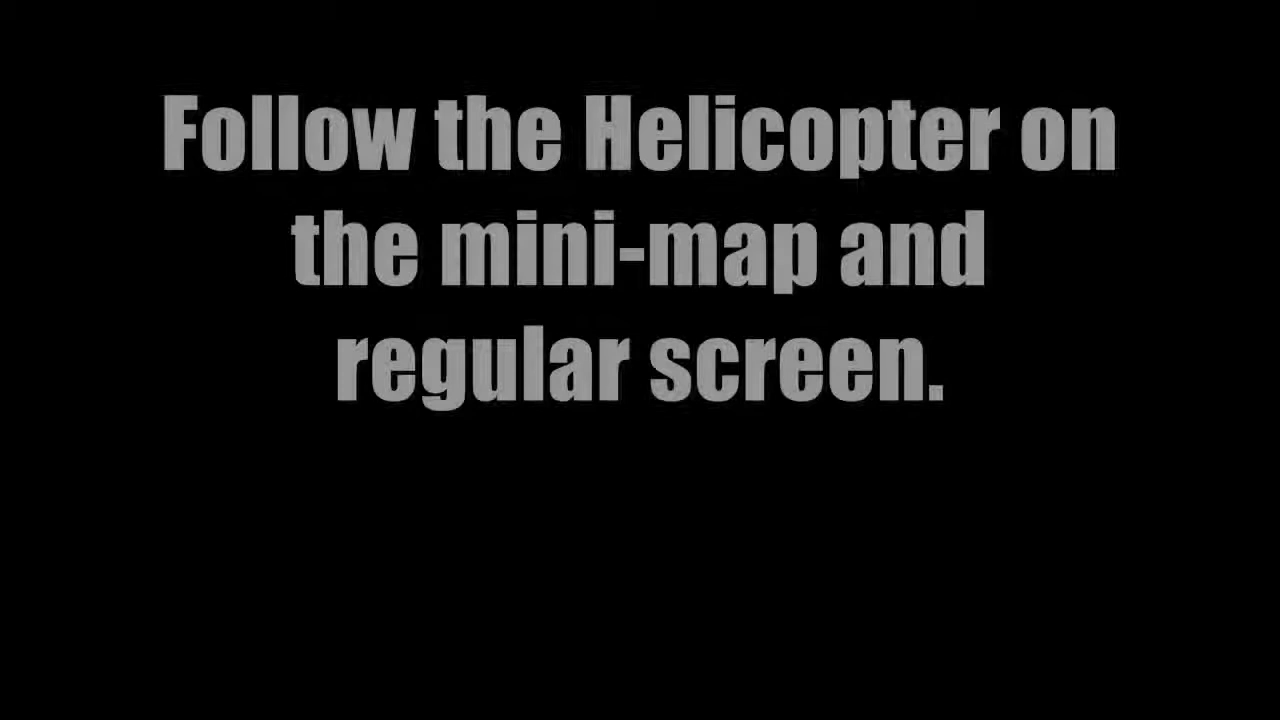 Follow the Helicopter on
the mini-map and
regular screen.